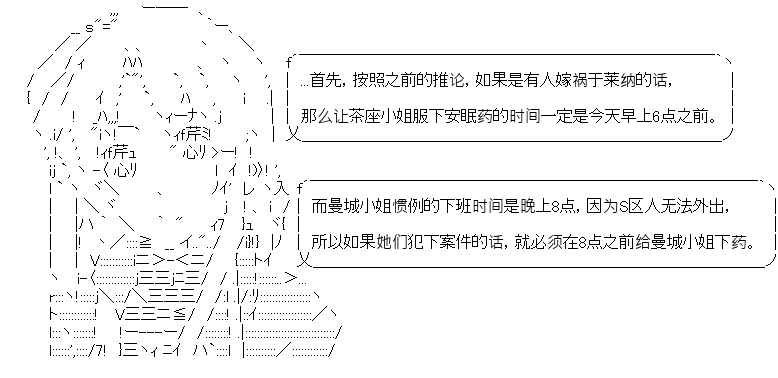 ...首先，按照之前的推论，如果是有人嫁祸于莱纳的话，
那么让茶座小姐服下安眠药的时间一定是今天早上6点之前。
而曼城小姐惯例的下班时间是晚上8点，因为S区人无法外出，
所以如果她们犯下案件的话，就必须在8点之前给曼城小姐下药。